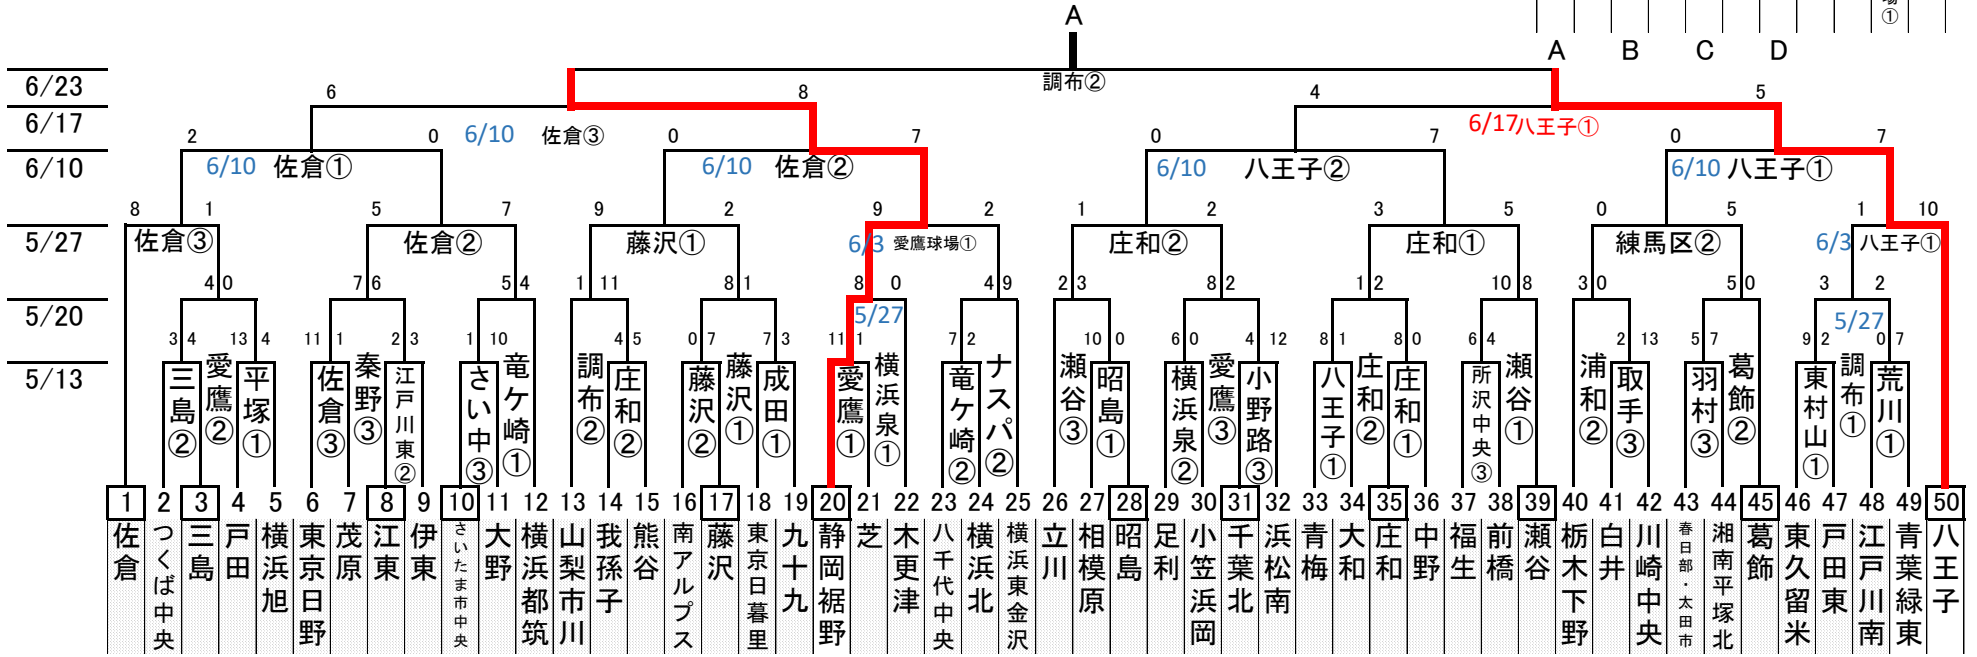 場①
A
A B C D
6/23
調布②
6 8 4 5
6/17
2 0 6/10 佐倉③ 0 7 0 7 6/17八王子① 0 7
6/10
6/10 佐倉① 6/10 佐倉② 6/10 八王子② 6/10 八王子①
8 1 5 7 9 2 9 2 1 2 3 5 0 5 1 10
5/27
佐倉③ 佐倉② 藤沢① 6/3 愛鷹球場① 庄和② 庄和① 練馬区② 6/3 八王子①
4 0 7 6 5 4 1 11 8 1 8 0 4 9 2 3 8 2 1 2 10 8 3 0 5 0 3 2
5/20
5/27 5/27
3 4 13 4 11 1 2 3 1 10 4 5 0 7 7 3 11 1 7 2 10 0 6 0 4 12 8 1 8 0 6 4 2 13 5 7 9 2 0 7
5/13
三島②
愛鷹②
平塚①
佐倉③
秦野③
江戸川東②
さい中③
竜ケ崎①
調布②
庄和②
藤沢②
藤沢①
成田①
愛鷹①
横浜泉①
竜ケ崎②
ナスパ②
瀬谷③
昭島①
横浜泉②
愛鷹③
小野路③
八王子①
庄和②
庄和①
所沢中央③
瀬谷①
浦和②
取手③
羽村③
葛飾②
東村山①
調布①
荒川①
1 2 3 4 5 6 7 8 9 10 11 12 13 14 15 16 17 18 19 20 21 22 23 24 25 26 27 28 29 30 31 32 33 34 35 36 37 38 39 40 41 42 43 44 45 46 47 48 49 50
佐倉
つくば中央
三島
戸田
横浜旭
東京日野
茂原
江東
伊東
さいたま市中央
大野
横浜都筑
山梨市川
我孫子
熊谷
南アルプス
藤沢
東京日暮里
九十九
静岡裾野
芝
木更津
八千代中央
横浜北
横浜東金沢
立川
相模原
昭島
足利
小笠浜岡
千葉北
浜松南
青梅
大和
庄和
中野
福生
前橋
瀬谷
栃木下野
白井
川崎中央
春日部・太田市
湘南平塚北
葛飾
東久留米
戸田東
江戸川南
青葉緑東
八王子